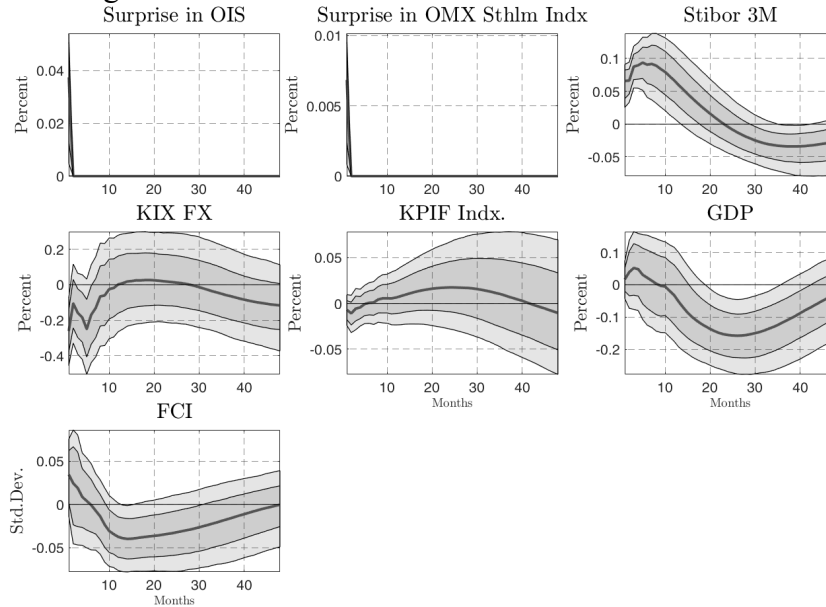 Surprise in OIS
Surprise in OMX Sthlm Indx
Stibor 3M
Percent
0.04
0.02
0
10 20 30 40
Percent
0.01
0.005
0
10 20 30 40
Percent
0.1
0.05
0
-0.05
10 20 30 40
KIX FX
KPIF Indx.
GDP
Percent
0.2
0
-0.2
-0.4
10 20 30 40
Percent
0.05
0
-0.05
10 20 30 40
Months
Percent
0.1
0
-0.1
-0.2
10 20 30 40
Months
FCI
Std.Dev.
0.05
0
-0.05
10 20 30 40
Months